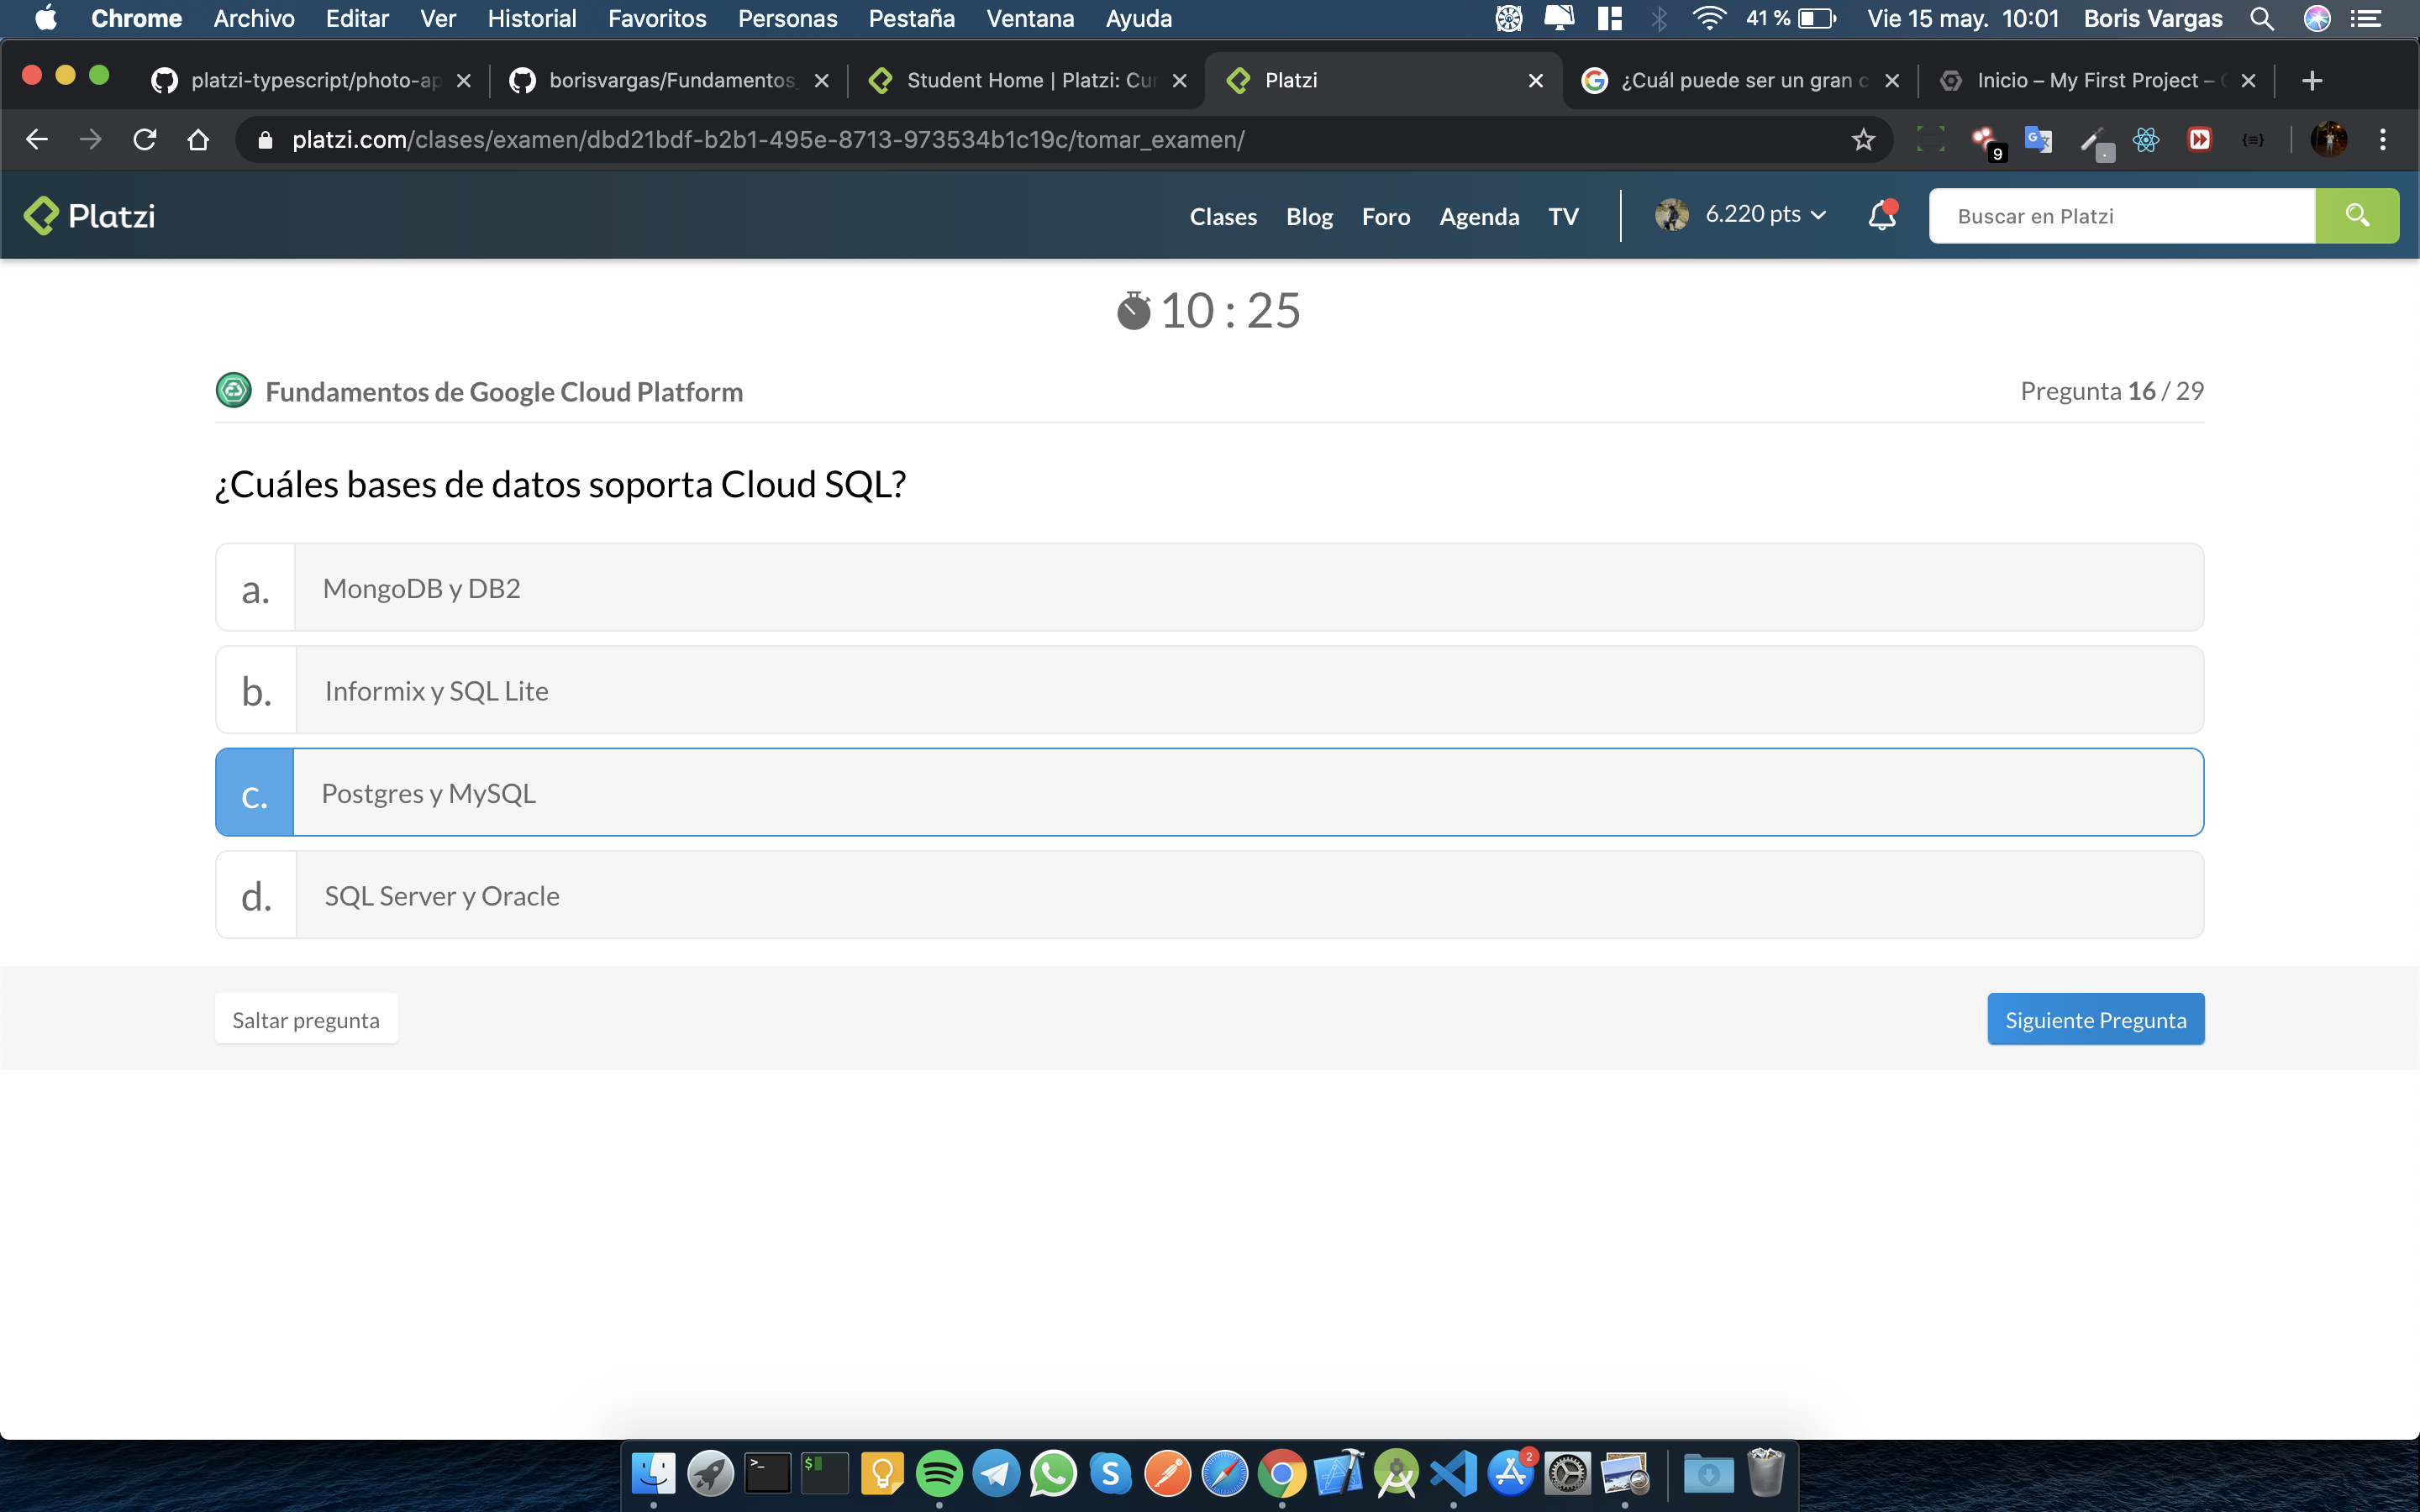 Chrome Archivo Editar Ver Historial Favoritos Personas Pestaña Ventana Ayuda 41 % Vie 15 may. 10:01 Boris Vargas
platzi-typescript/photo-ap borisvargas/Fundamentos_ Student Home | Platzi: Cur Platzi ¿Cuál puede ser un gran c Inicio – My First Project –
platzi.com/clases/examen/dbd21bdf-b2b1-495e-8713-973534b1c19c/tomar_examen/ 9
Platzi Clases Blog Foro Agenda TV 6.220 pts Buscar en Platzi
10 : 25
Fundamentos de Google Cloud Platform Pregunta 16 / 29
¿Cuáles bases de datos soporta Cloud SQL?
a. MongoDB y DB2
b. Informix y SQL Lite
c. Postgres y MySQL
d. SQL Server y Oracle
Saltar pregunta Siguiente Pregunta
2